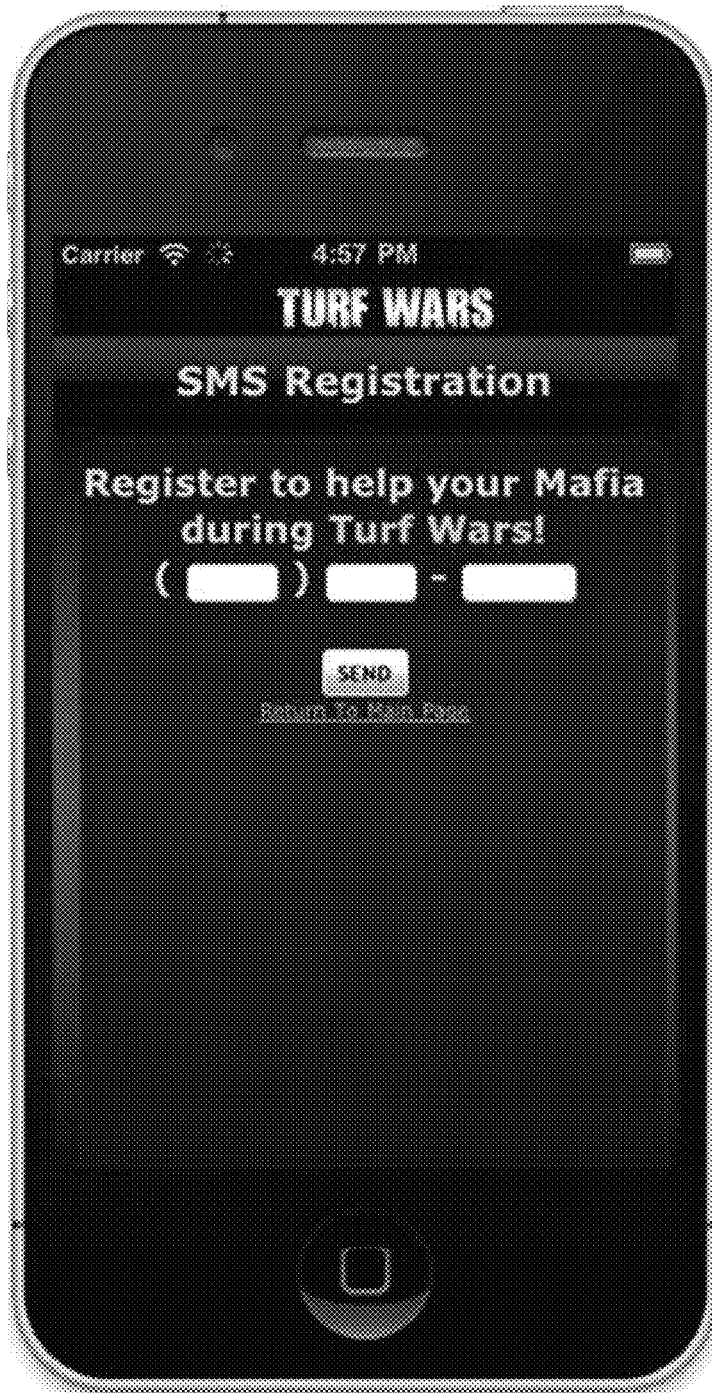 Carrier 4:57 PM
TURF WARS
SMS Registration
Register to help your Mafia
during Turf Wars!
( ) -
SEND
Return To Main Page